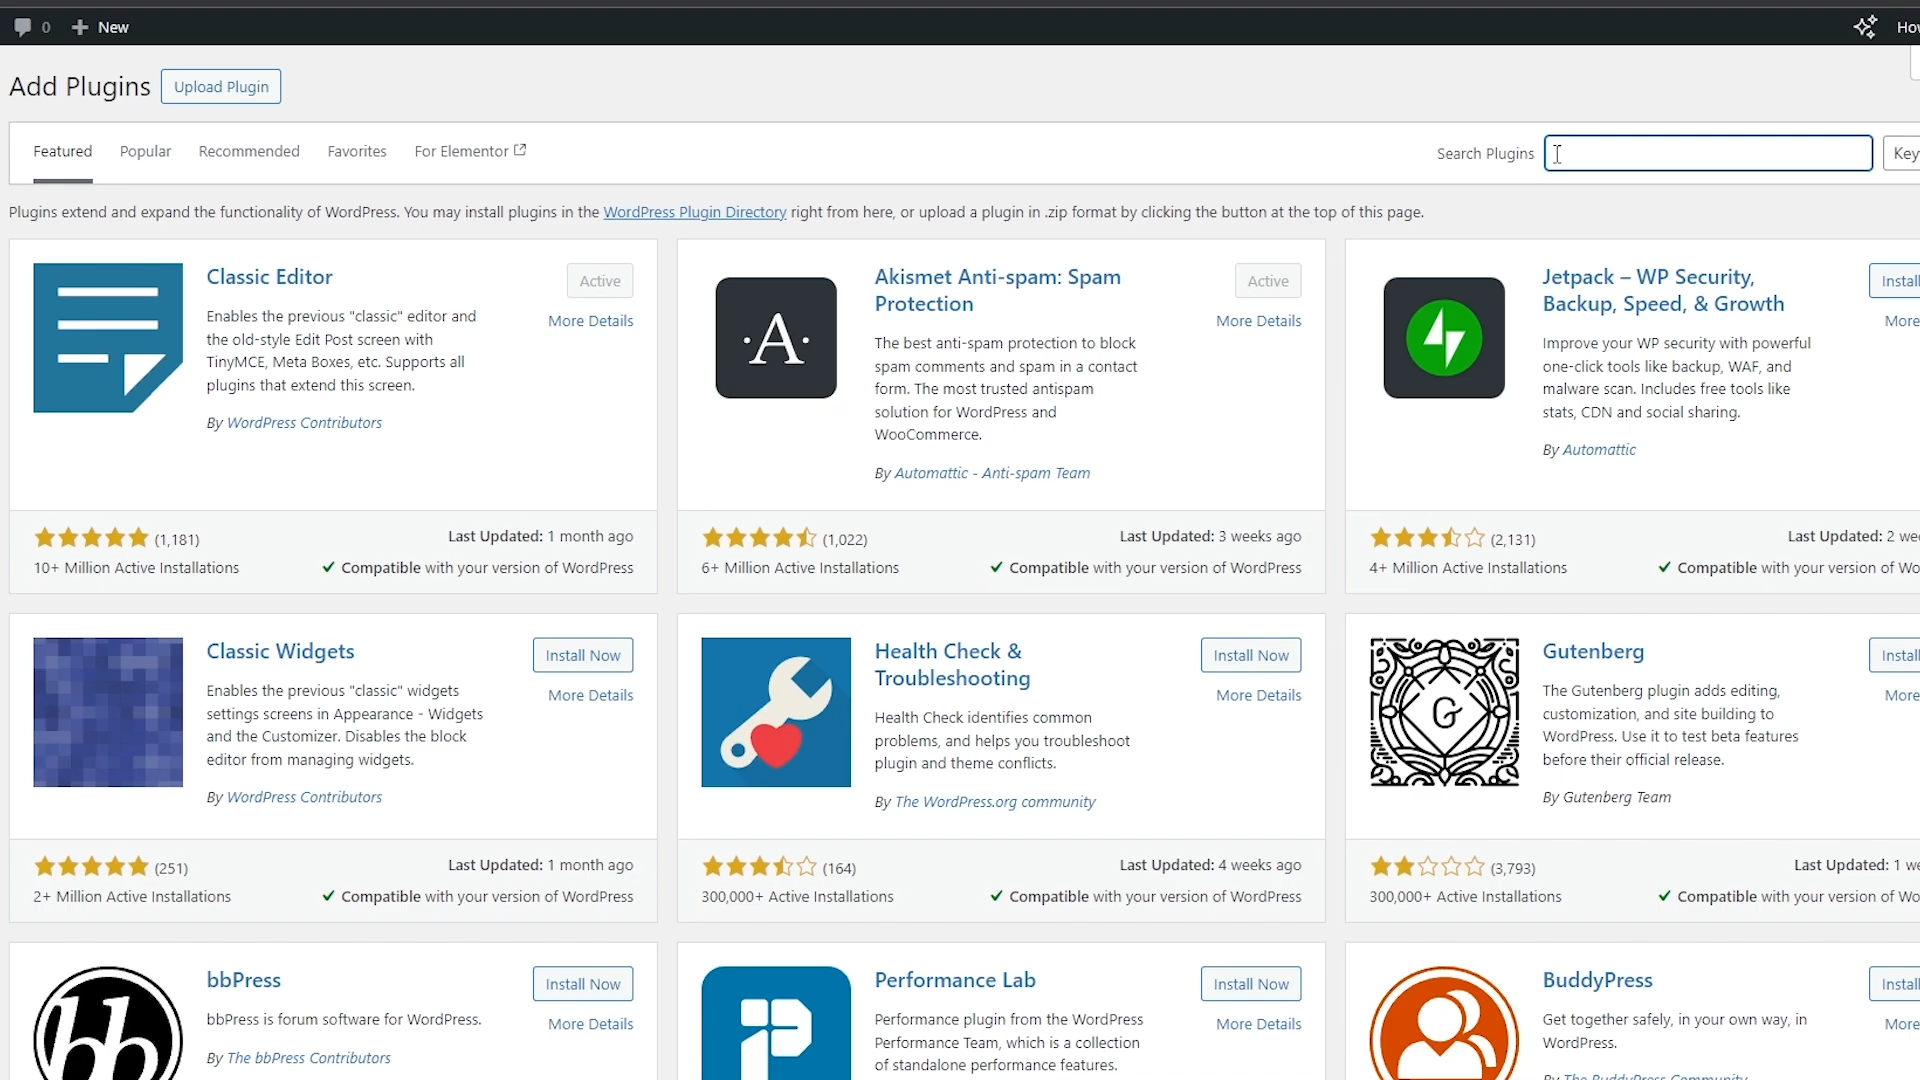 0 New
How
Add Plugins Upload Plugin
Featured Popular Recommended Favorites For Elementor Search Plugins Key
Plugins extend and expand the functionality of WordPress. You may install plugins in the WordPress Plugin Directory right from here, or upload a plugin in .zip format by clicking the button at the top of this page.
Classic Editor
Active
More Details
Enables the previous "classic" editor and
the old-style Edit Post screen with
TinyMCE, Meta Boxes, etc. Supports all
plugins that extend this screen.
By WordPress Contributors
(1,181)
Last Updated: 1 month ago
10+ Million Active Installations
Compatible with your version of WordPress
Akismet Anti-spam: Spam
Protection
Active
More Details
·A·
The best anti-spam protection to block
spam comments and spam in a contact
form. The most trusted antispam
solution for WordPress and
WooCommerce.
By Automattic - Anti-spam Team
(1,022)
Last Updated: 3 weeks ago
6+ Million Active Installations
Compatible with your version of WordPress
Jetpack – WP Security,
Backup, Speed, & Growth
Install
More
Improve your WP security with powerful
one-click tools like backup, WAF, and
malware scan. Includes free tools like
stats, CDN and social sharing.
By Automattic
(2,131)
Last Updated: 2 wee
4+ Million Active Installations
Compatible with your version of Wo
Classic Widgets
Install Now
More Details
Enables the previous "classic" widgets
settings screens in Appearance - Widgets
and the Customizer. Disables the block
editor from managing widgets.
By WordPress Contributors
(251)
Last Updated: 1 month ago
2+ Million Active Installations
Compatible with your version of WordPress
Health Check &
Troubleshooting
Install Now
More Details
Health Check identifies common
problems, and helps you troubleshoot
plugin and theme conflicts.
By The WordPress.org community
(164)
Last Updated: 4 weeks ago
300,000+ Active Installations
Compatible with your version of WordPress
Gutenberg
Install
More
G
The Gutenberg plugin adds editing,
customization, and site building to
WordPress. Use it to test beta features
before their official release.
By Gutenberg Team
(3,793)
Last Updated: 1 we
300,000+ Active Installations
Compatible with your version of Wo
bbPress
Install Now
More Details
bb
bbPress is forum software for WordPress.
By The bbPress Contributors
Performance Lab
Install Now
More Details
Performance plugin from the WordPress
Performance Team, which is a collection
of standalone performance features.
BuddyPress
Install
More
Get together safely, in your own way, in
WordPress.
By The BuddyPress Community